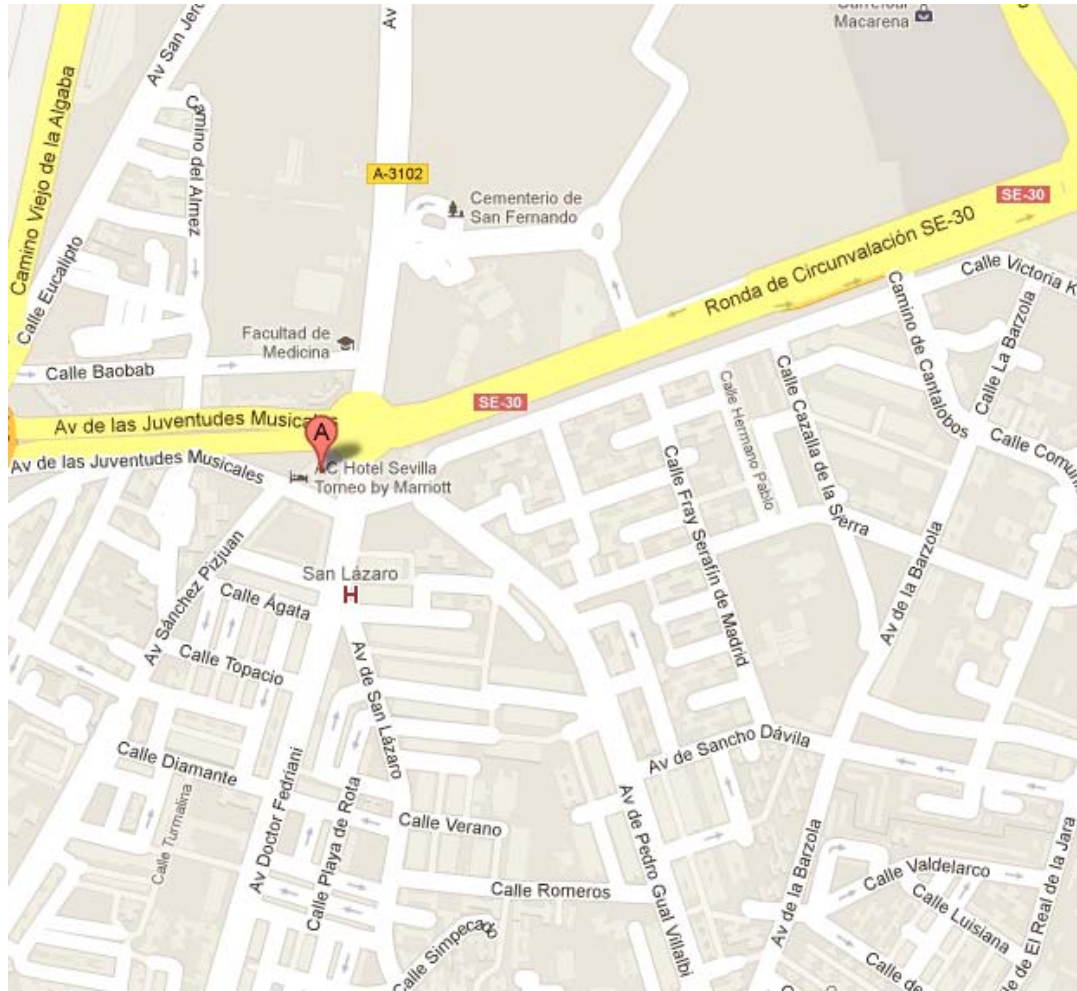 Carrefour
Macarena
Av San Jer
Av
Camino del Almez
Camino Viejo de la Algaba
A-3102
Cementerio de
San Fernando
SE-30
Ronda de Circunvalación SE-30
Calle Victoria K
Calle Eucalipto
Facultad de
Medicina
Calle Baobab
Camino de Cantalobos
Calle La Barzola
SE-30
Calle Hermano Pablo
Calle Cazalla de la Sierra
Av de las Juventudes Musicales
A
Av de las Juventudes Musicales
AC Hotel Sevilla
Torneo by Marriott
Calle Fray Serafín de Madrid
Calle Comuni
Av Sánchez Pizjuan
San Lázaro
H
Calle Ágata
Av de la Barzola
Calle Topacio
Av de San Lázaro
Av de Sancho Dávila
Calle Diamante
Av Doctor Fedriani
Calle Turmalina
Calle Playa de Rota
Calle Verano
Av de Pedro Gual Villalbi
Av de la Barzola
Calle Romeros
Calle Valdelarco
Calle Luisiana
e de El Real de la Jara
Calle Simpecado
Calle de